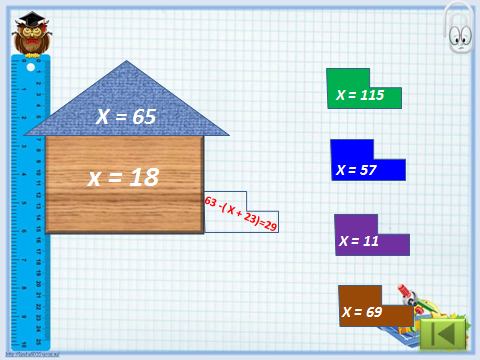 X = 65
x = 18
63 -( X + 23)=29
X = 115
X = 57
X = 11
X = 69